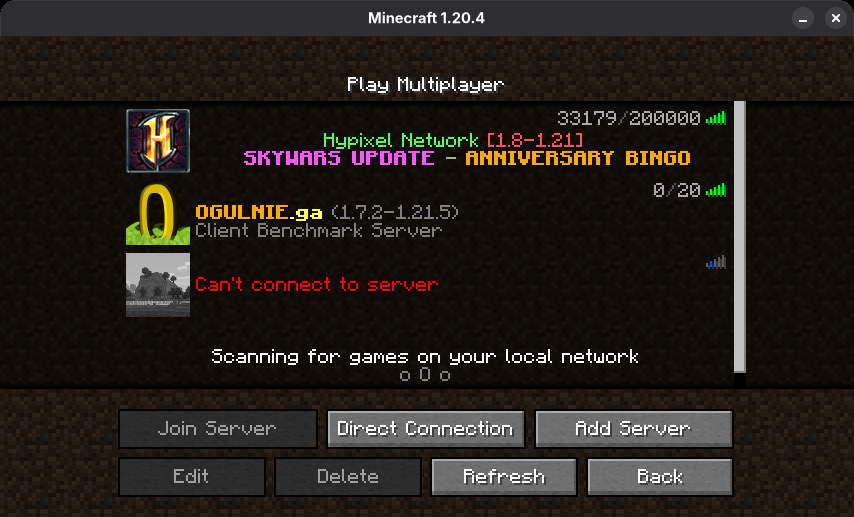 Minecraft 1.20.4
Play Multiplayer
33179/200000
Hypixel Network [1.8-1.21]
SKYWARS UPDATE - ANNIVERSARY BINGO
0/20
OGULNIE.ga (1.7.2-1.21.5)
Client Benchmark Server
Can't connect to server
Scanning for games on your local network
o O o
Join Server
Direct Connection
Add Server
Edit
Delete
Refresh
Back